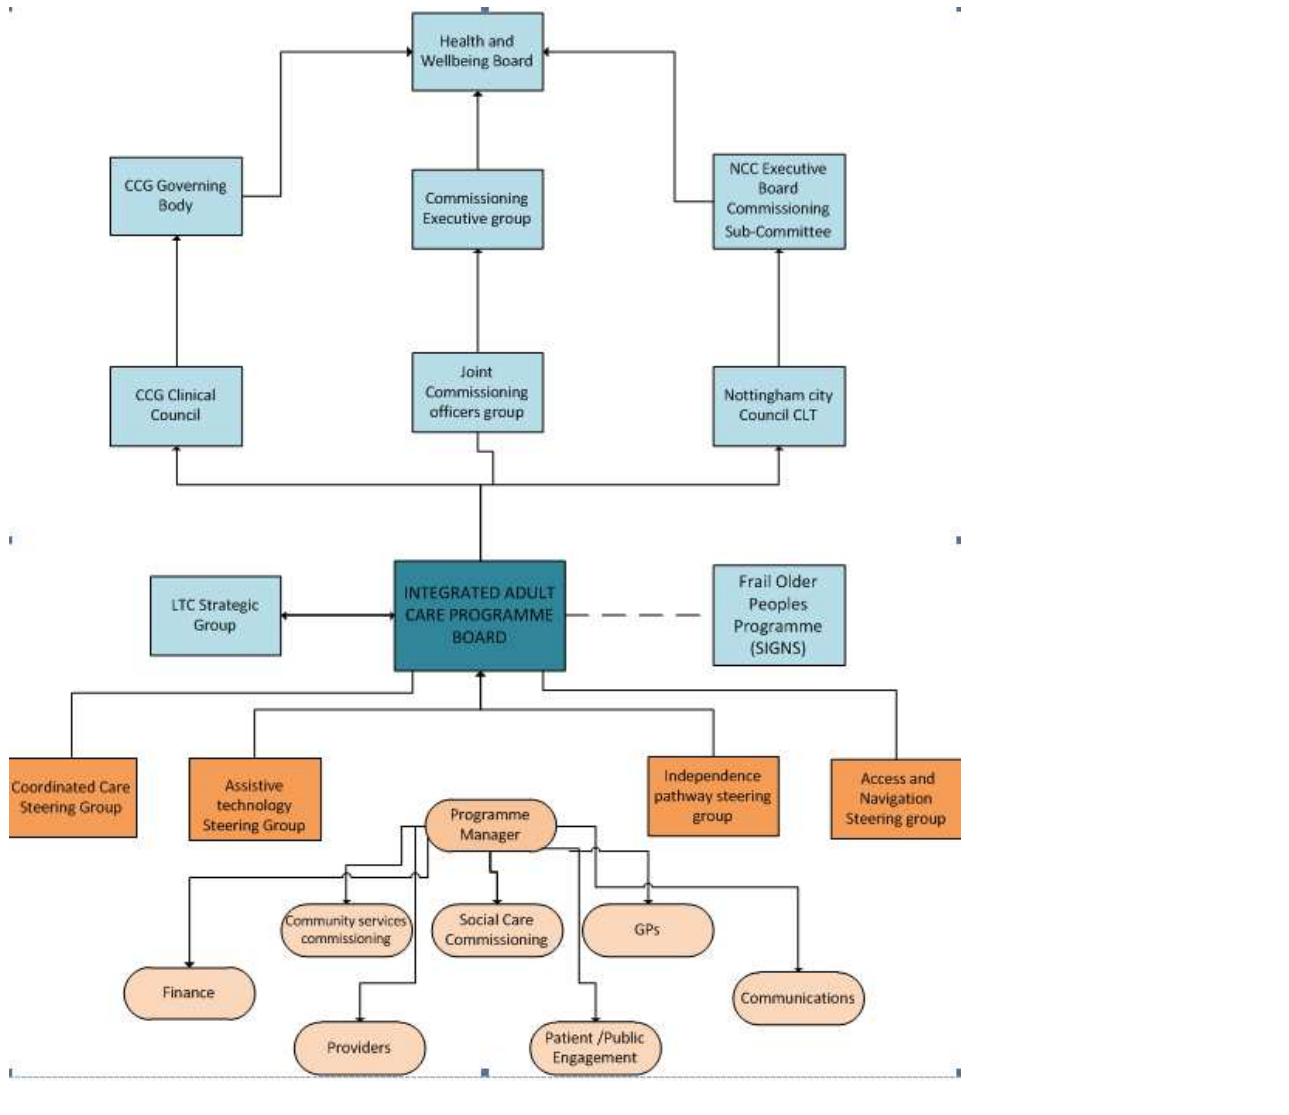 Health and
Wellbeing Board
CCG Governing
Body
Commissioning
Executive group
NCC Executive
Board
Commissioning
Sub-Committee
CCG Clinical
Council
Joint
Commissioning
officers group
Nottingham city
Council CLT
LTC Strategic
Group
INTEGRATED ADULT
CARE PROGRAMME
BOARD
Frail Older
Peoples
Programme
(SIGNS)
Coordinated Care
Steering Group
Assistive
technology
Steering Group
Independence
pathway steering
group
Access and
Navigation
Steering group
Programme
Manager
Community services
commissioning
Social Care
Commissioning
GPs
Finance
Communications
Providers
Patient /Public
Engagement